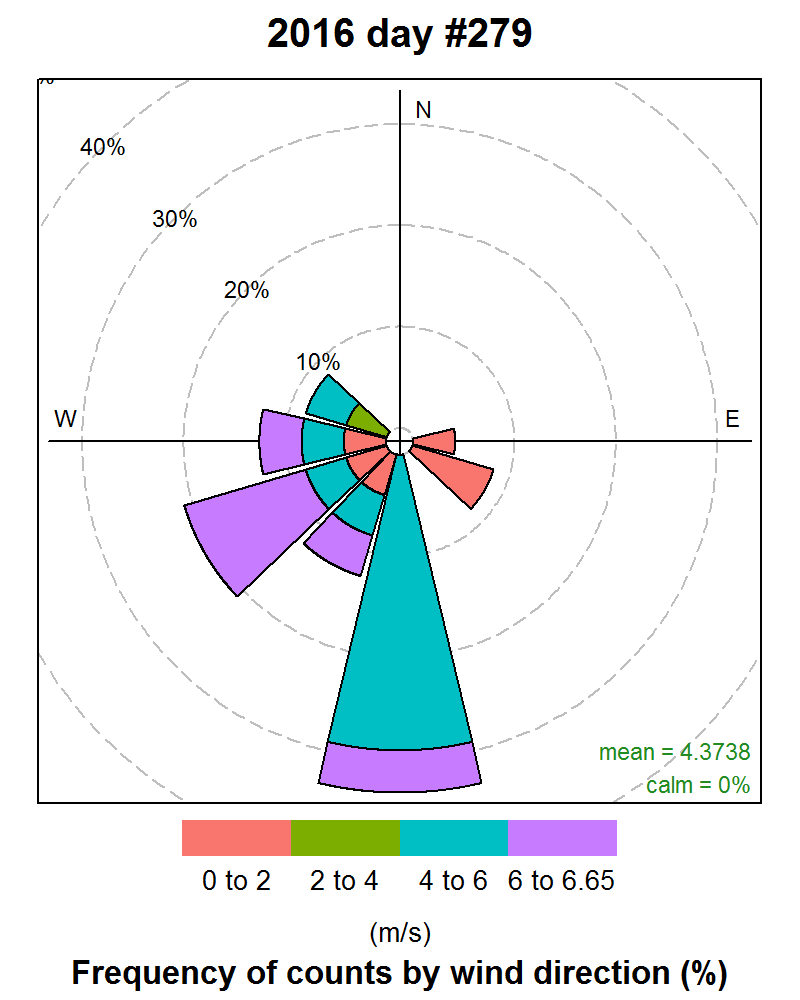 2016 day #279
N
40%
30%
20%
10%
W
E
mean = 4.3738
calm = 0%
0 to 2 2 to 4 4 to 6 6 to 6.65
(m/s)
Frequency of counts by wind direction (%)